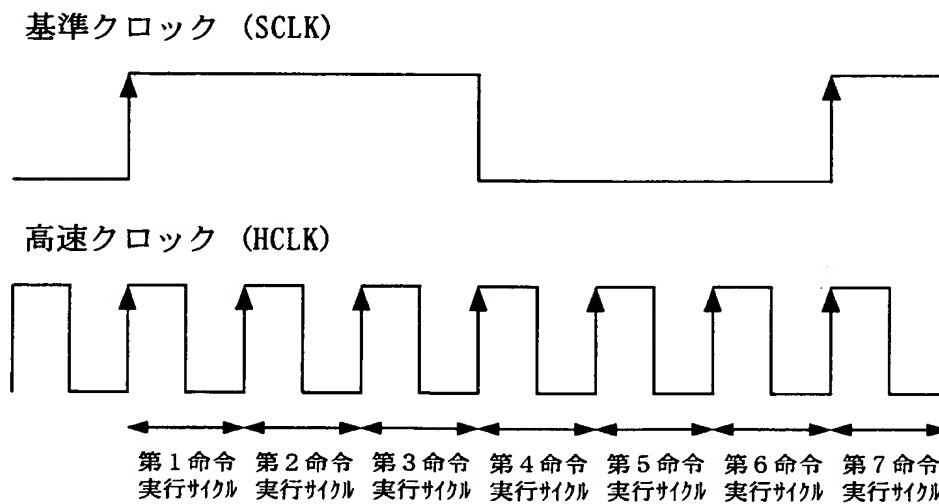 基準クロック (SCLK)
高速クロック (HCLK)
第1命令 第2命令 第3命令 第4命令 第5命令 第6命令 第7命令
実行サイクル 実行サイクル 実行サイクル 実行サイクル 実行サイクル 実行サイクル 実行サイクル